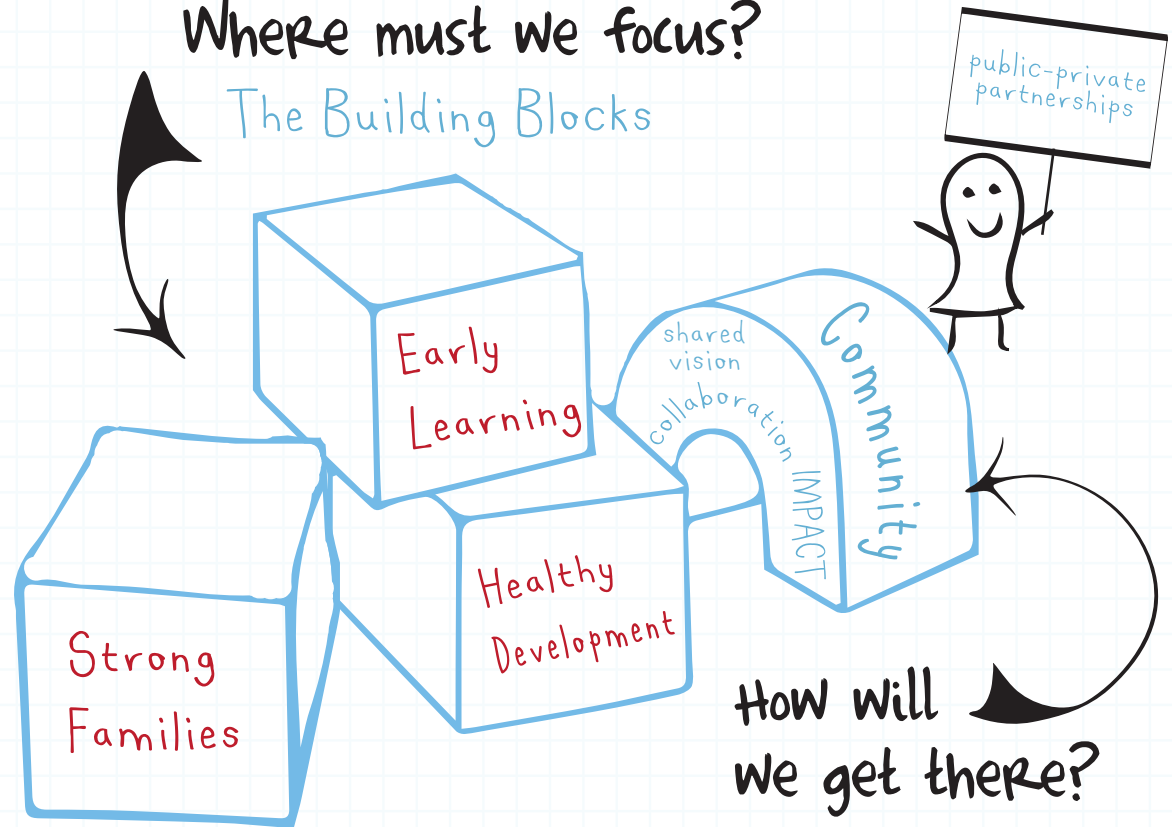 Where must we focus?
The Building Blocks
public-private
partnerships
Early
Learning
shared
vision
collaboration
IMPACT
Community
Strong
Families
Healthy
Development
How will
we get there?